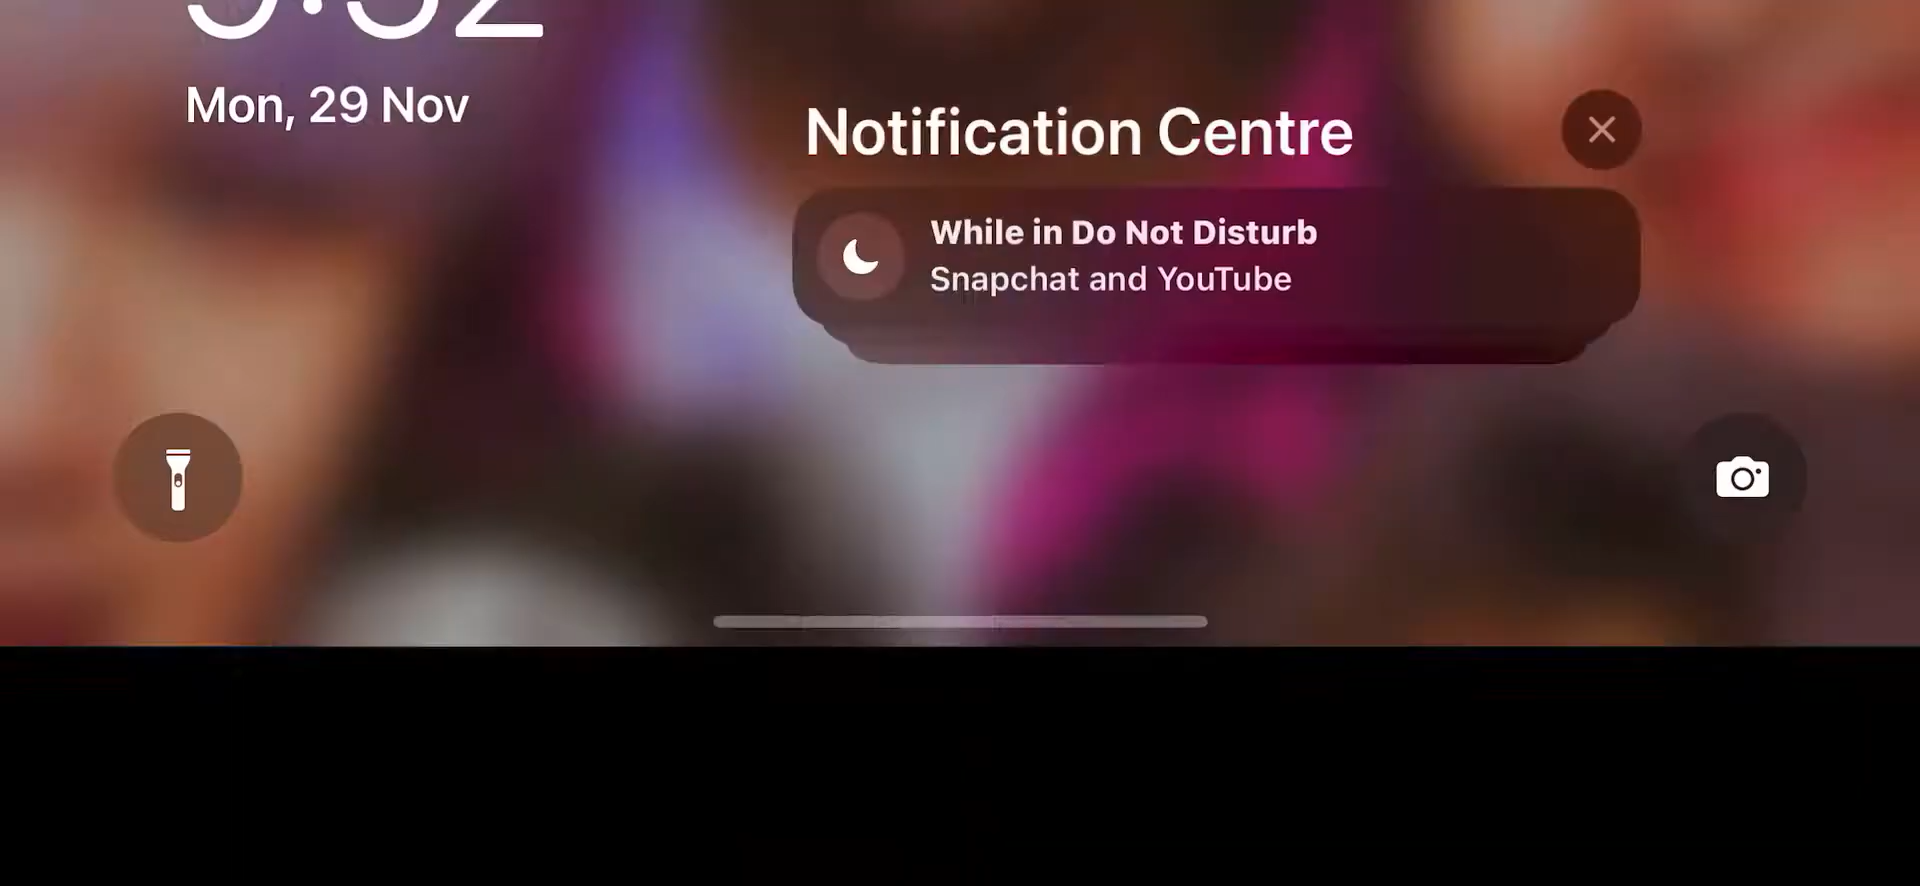 Mon, 29 Nov
Notification Centre
While in Do Not Disturb
Snapchat and YouTube